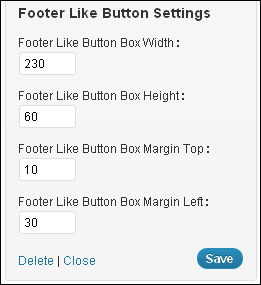 Footer Like Button Settings
Footer Like Button Box Width:
230
Footer Like Button Box Height:
60
Footer Like Button Box Margin Top:
10
Footer Like Button Box Margin Left:
30
Delete | Close Save